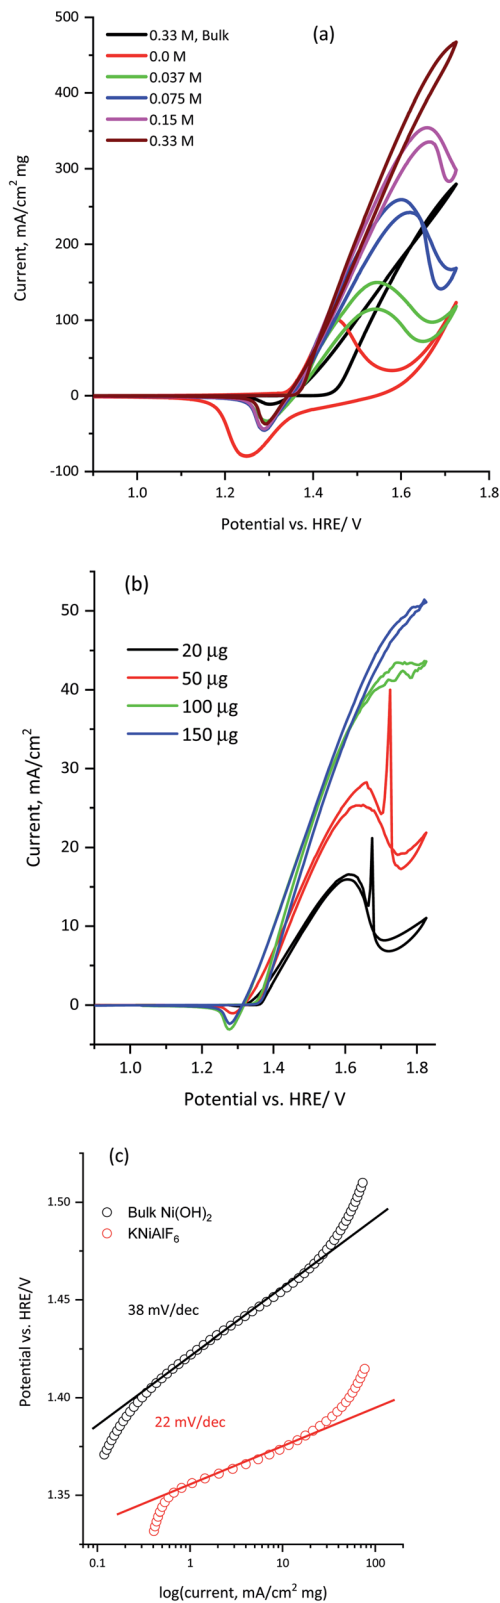 (a)
0.33 M, Bulk
0.0 M
0.037 M
0.075 M
0.15 M
0.33 M
500
400
300
200
100
0
-100
Current, mA/cm² mg
1.0 1.2 1.4 1.6 1.8
Potential vs. HRE/ V
(b)
20 µg
50 µg
100 µg
150 µg
50
40
30
20
10
0
Current, mA/cm²
1.0 1.2 1.4 1.6 1.8
Potential vs. HRE/ V
(c)
Bulk Ni(OH)₂
KNiAlF₆
38 mV/dec
22 mV/dec
1.50
1.45
1.40
1.35
Potential vs. HRE/V
0.1 1 10 100
log(current, mA/cm² mg)